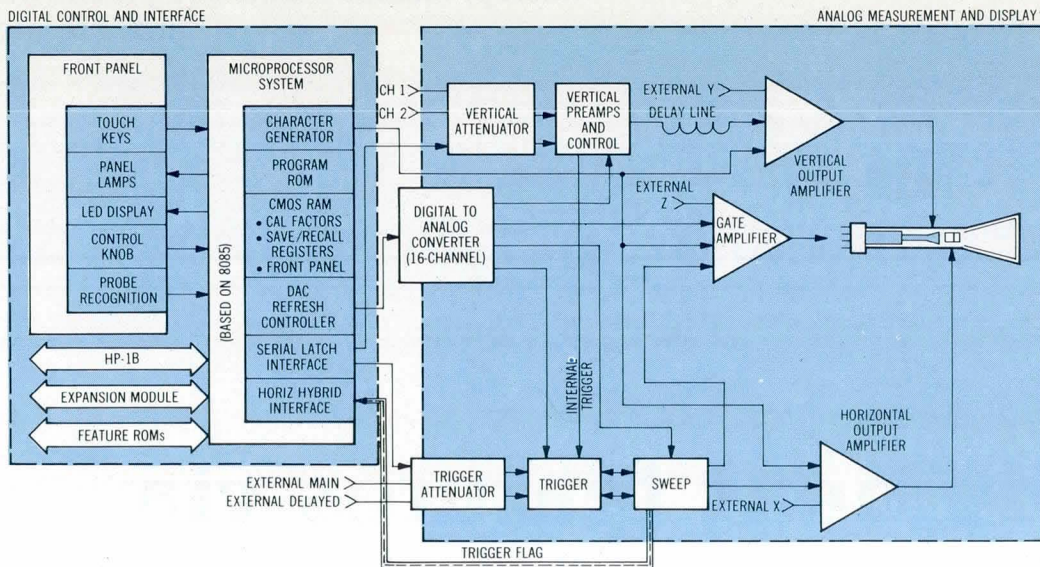 DIGITAL CONTROL AND INTERFACE
ANALOG MEASUREMENT AND DISPLAY
FRONT PANEL
TOUCH
KEYS
PANEL
LAMPS
LED DISPLAY
CONTROL
KNOB
PROBE
RECOGNITION
MICROPROCESSOR
SYSTEM
(BASED ON 8085)
CHARACTER
GENERATOR
PROGRAM
ROM
CMOS RAM
• CAL FACTORS
• SAVE/RECALL
REGISTERS
• FRONT PANEL
DAC
REFRESH
CONTROLLER
SERIAL LATCH
INTERFACE
HORIZ HYBRID
INTERFACE
HP-1B
EXPANSION MODULE
FEATURE ROMs
CH 1
CH 2
VERTICAL
ATTENUATOR
VERTICAL
PREAMPS
AND
CONTROL
EXTERNAL Y
DELAY LINE
VERTICAL
OUTPUT
AMPLIFIER
DIGITAL TO
ANALOG
CONVERTER
(16-CHANNEL)
EXTERNAL
Z
GATE
AMPLIFIER
INTERNAL
TRIGGER
HORIZONTAL
OUTPUT
AMPLIFIER
EXTERNAL MAIN
EXTERNAL DELAYED
TRIGGER
ATTENUATOR
TRIGGER
SWEEP
EXTERNAL X
TRIGGER FLAG